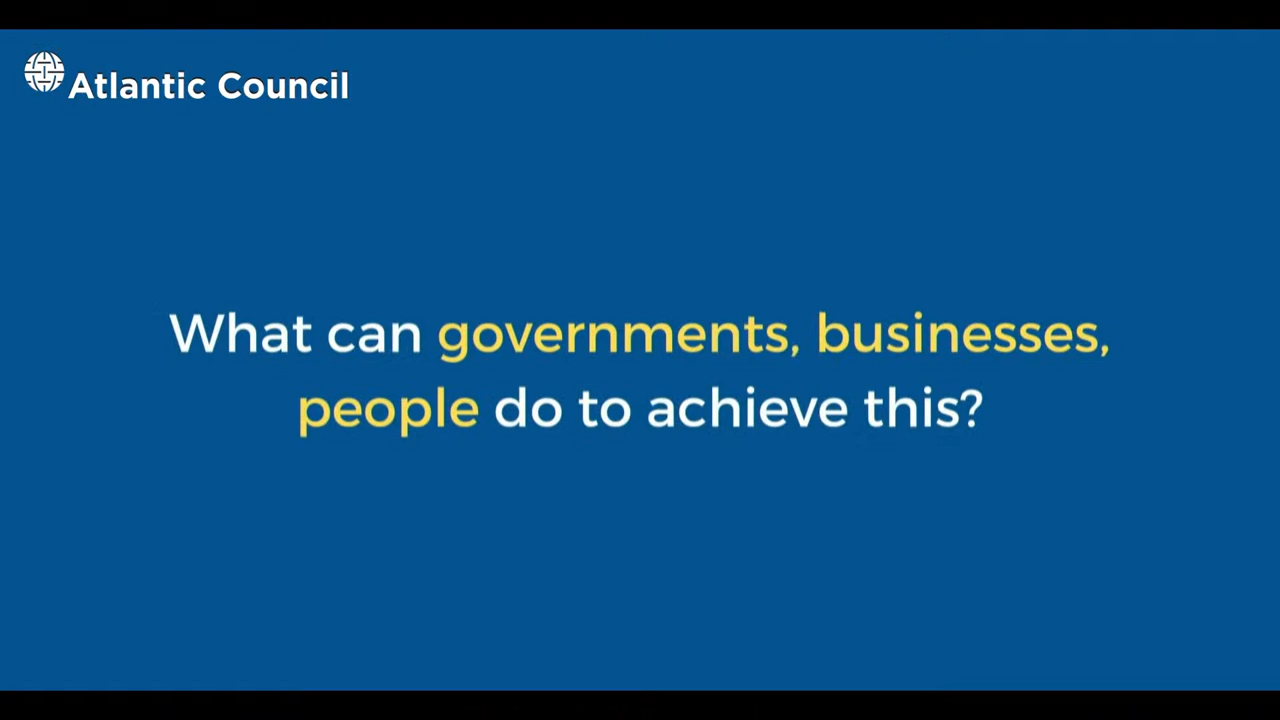 Atlantic Council
What can governments, businesses,
people do to achieve this?